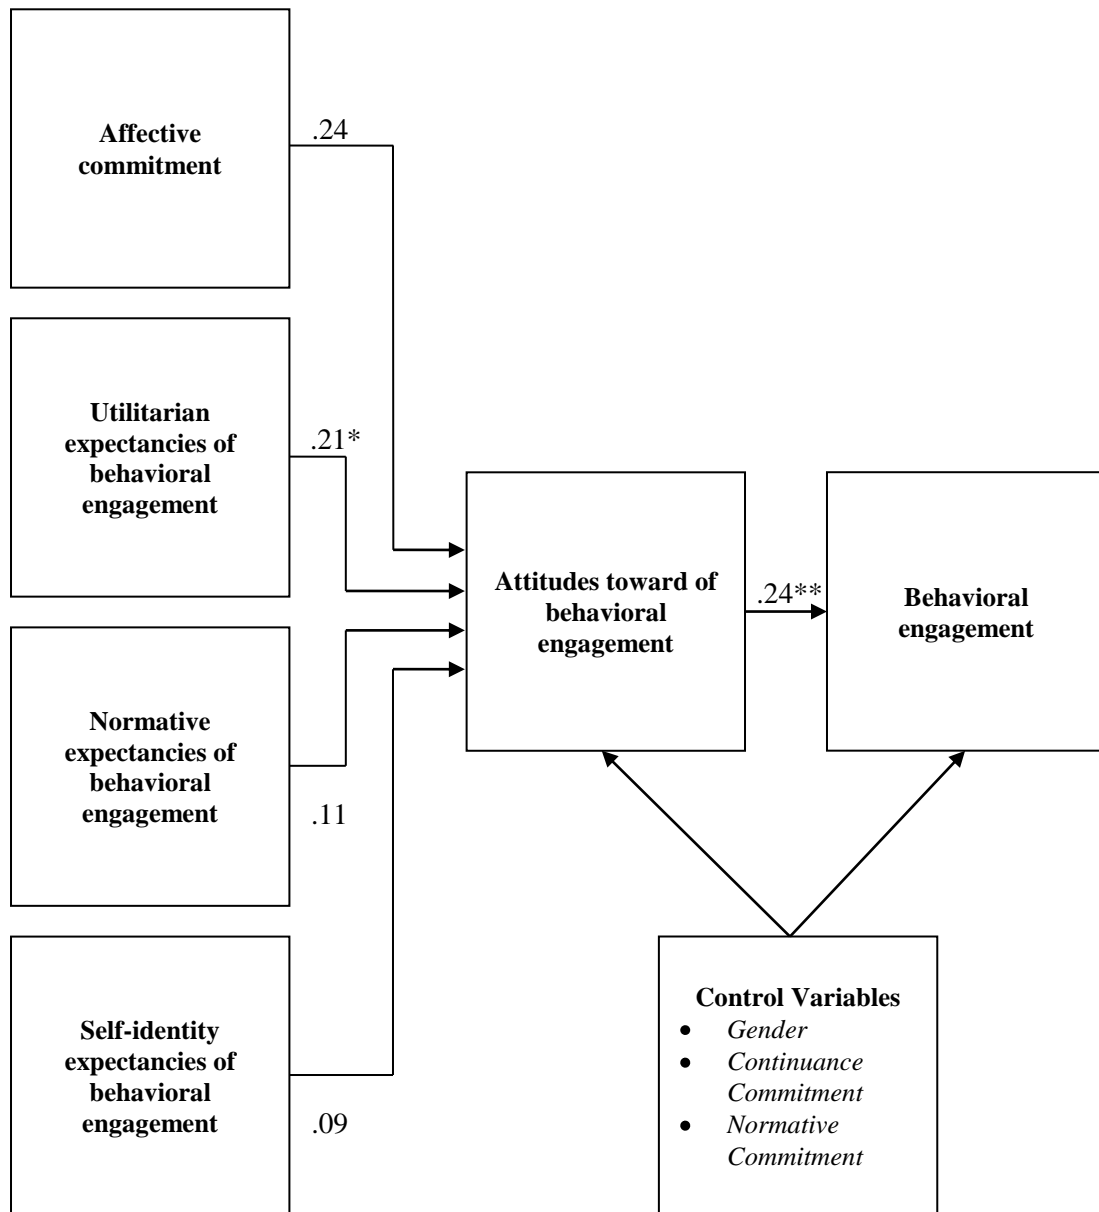 Affective
commitment
.24
Utilitarian
expectancies of
behavioral
engagement
.21*
Normative
expectancies of
behavioral
engagement
.11
Self-identity
expectancies of
behavioral
engagement
.09
Attitudes toward of
behavioral
engagement
.24**
Behavioral
engagement
Control Variables
• Gender
• Continuance
Commitment
• Normative
Commitment